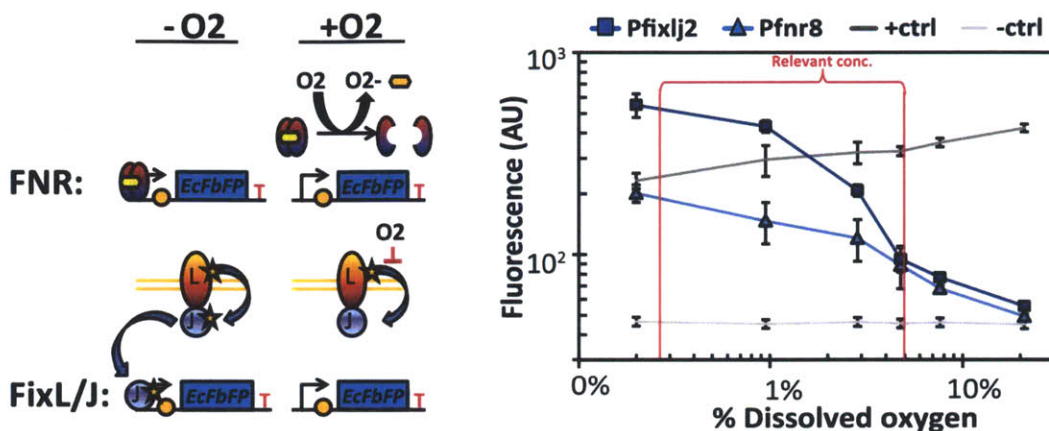 - O2
+O2
O2
O2-
FNR:
EcFbFP
T
EcFbFP
T
O2
L
J
L
J
FixL/J:
J
EcFbFP
T
EcFbFP
T
Pfixlj2
Pfnr8
+ctrl
-ctrl
Relevant conc.
Fluorescence (AU)
10³
10²
0%
1%
10%
% Dissolved oxygen